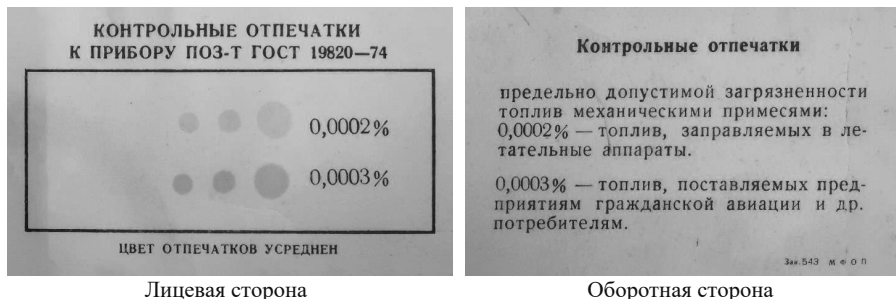 КОНТРОЛЬНЫЕ ОТПЕЧАТКИ
К ПРИБОРУ ПОЗ-Т ГОСТ 19820—74
0,0002%
0,0003%
ЦВЕТ ОТПЕЧАТКОВ УСРЕДНЕН
Лицевая сторона
Контрольные отпечатки
предельно допустимой загрязненности
топлив механическими примесями:
0,0002% — топлив, заправляемых в ле-
тательные аппараты.
0,0003% — топлив, поставляемых пред-
приятиям гражданской авиации и др.
потребителям.
Зак. 543 МФОП
Оборотная сторона